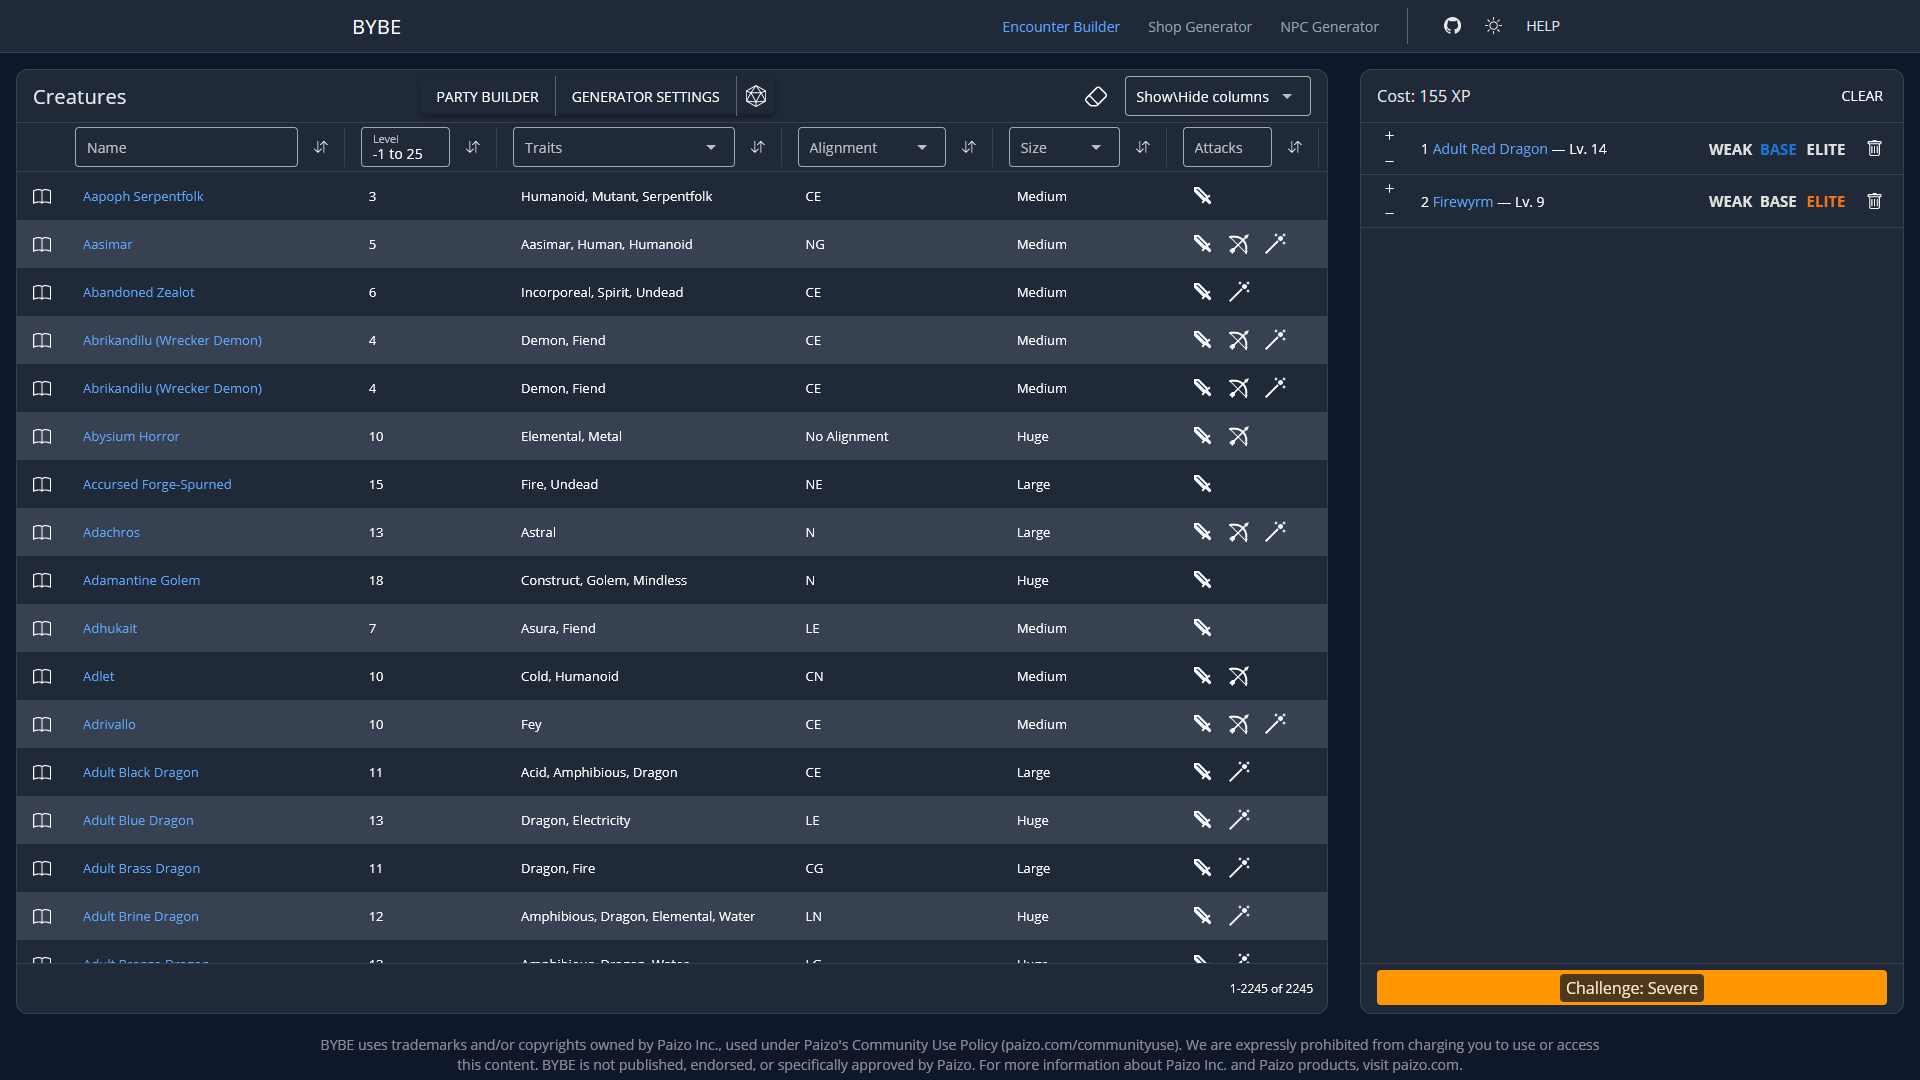 BYBE
Encounter Builder
Shop Generator
NPC Generator
HELP
Creatures
PARTY BUILDER
GENERATOR SETTINGS
Show\Hide columns
Name
Level
-1 to 25
Traits
Alignment
Size
Attacks
Aapoph Serpentfolk 3 Humanoid, Mutant, Serpentfolk CE Medium
Aasimar 5 Aasimar, Human, Humanoid NG Medium
Abandoned Zealot 6 Incorporeal, Spirit, Undead CE Medium
Abrikandilu (Wrecker Demon) 4 Demon, Fiend CE Medium
Abrikandilu (Wrecker Demon) 4 Demon, Fiend CE Medium
Abysium Horror 10 Elemental, Metal No Alignment Huge
Accursed Forge-Spurned 15 Fire, Undead NE Large
Adachros 13 Astral N Large
Adamantine Golem 18 Construct, Golem, Mindless N Huge
Adhukait 7 Asura, Fiend LE Medium
Adlet 10 Cold, Humanoid CN Medium
Adrivallo 10 Fey CE Medium
Adult Black Dragon 11 Acid, Amphibious, Dragon CE Large
Adult Blue Dragon 13 Dragon, Electricity LE Huge
Adult Brass Dragon 11 Dragon, Fire CG Large
Adult Brine Dragon 12 Amphibious, Dragon, Elemental, Water LN Huge
1-2245 of 2245
Cost: 155 XP
CLEAR
+
−
1 Adult Red Dragon — Lv. 14
WEAK BASE ELITE
+
−
2 Firewyrm — Lv. 9
WEAK BASE ELITE
Challenge: Severe
BYBE uses trademarks and/or copyrights owned by Paizo Inc., used under Paizo's Community Use Policy (paizo.com/communityuse). We are expressly prohibited from charging you to use or access
this content. BYBE is not published, endorsed, or specifically approved by Paizo. For more information about Paizo Inc. and Paizo products, visit paizo.com.